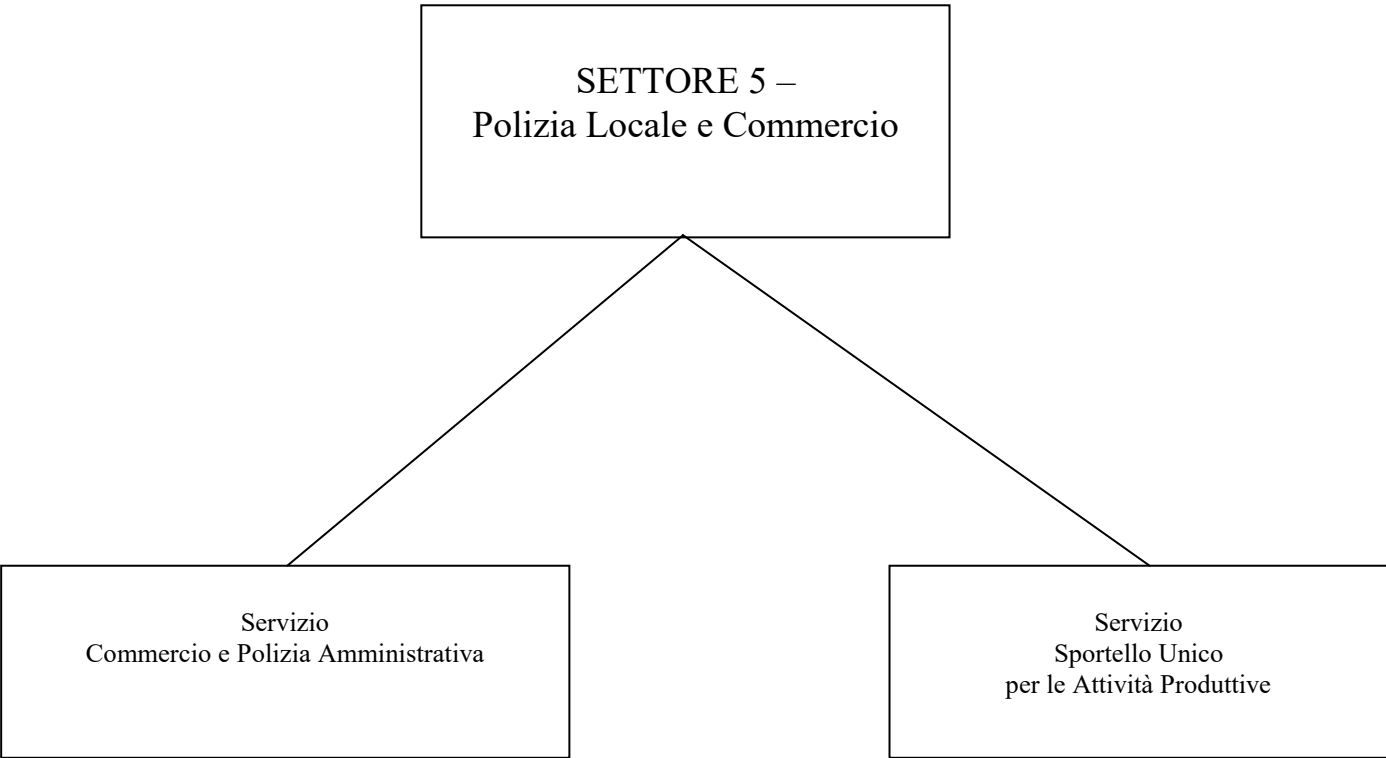 SETTORE 5 –
Polizia Locale e Commercio
Servizio
Commercio e Polizia Amministrativa
Servizio
Sportello Unico
per le Attività Produttive